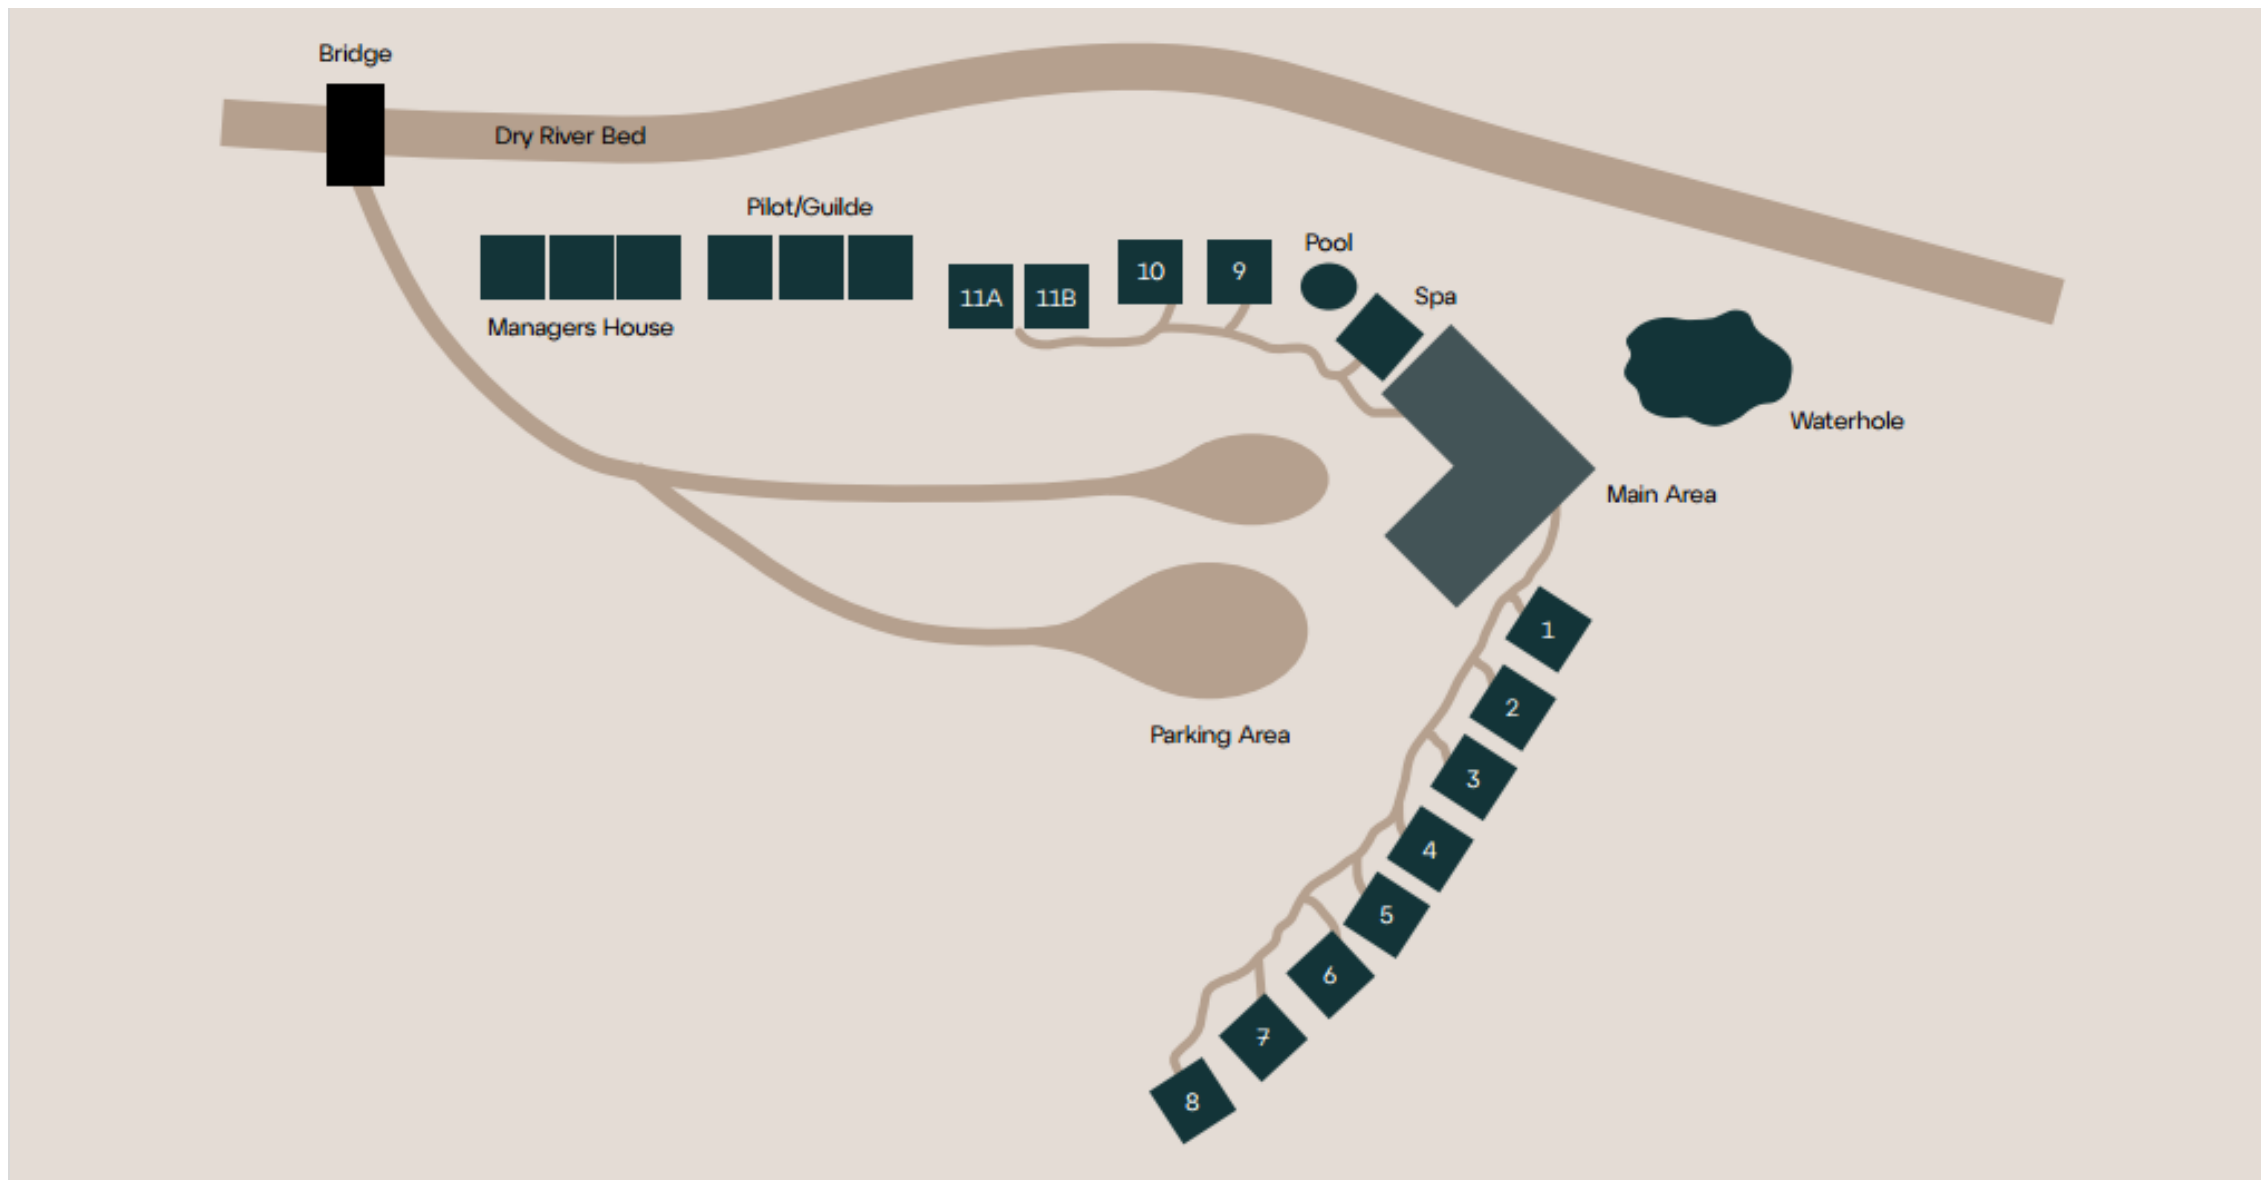 Bridge
Dry River Bed
Pilot/Guilde
Managers House
11A
11B
10
9
Pool
Spa
Waterhole
Main Area
Parking Area
1
2
3
4
5
6
7
8